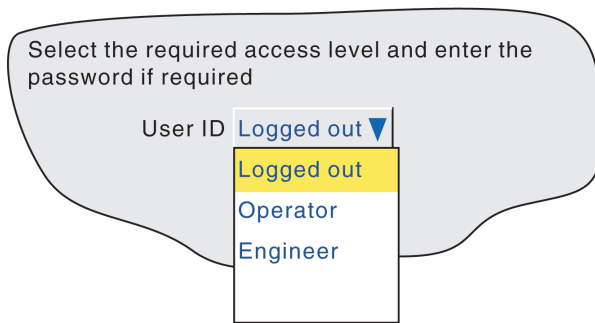 Select the required access level and enter the
password if required
User ID Logged out
Logged out
Operator
Engineer